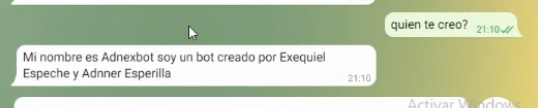 quien te creo?
21:10
Mi nombre es Adnexbot soy un bot creado por Exequiel
Espeche y Adnner Esperilla
21:10
Activar Windows